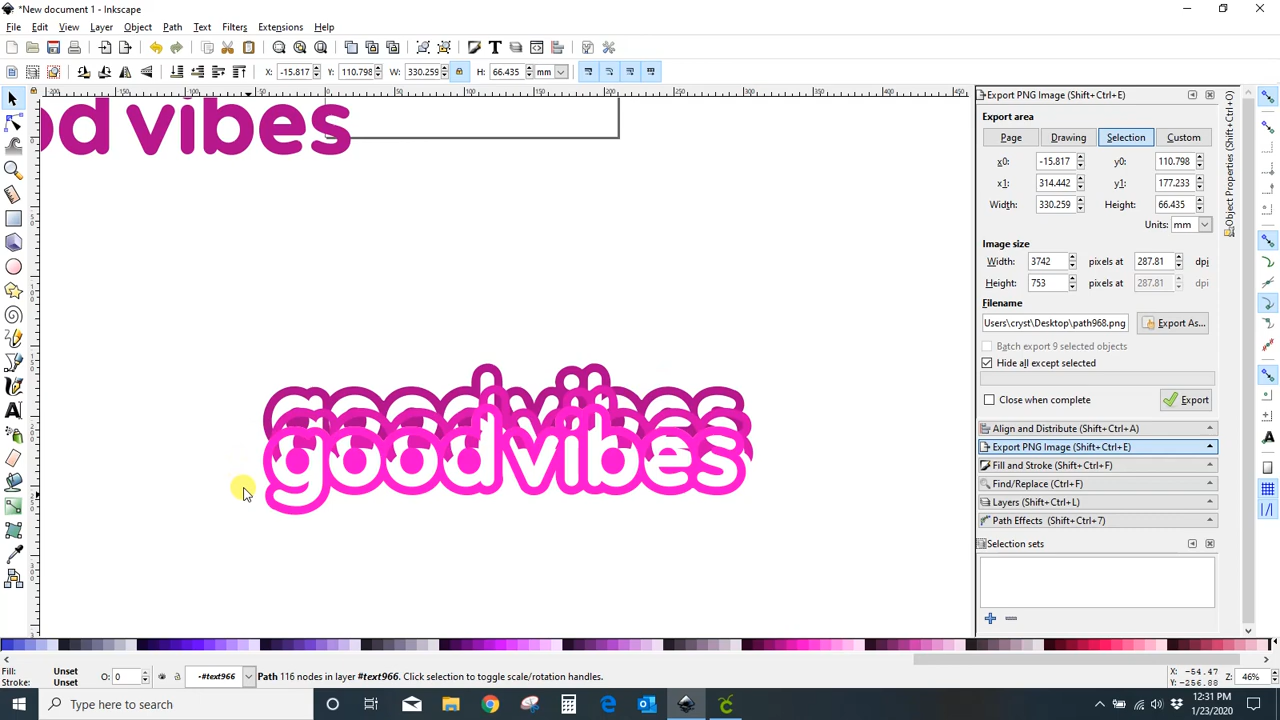 *New document 1 - Inkscape
File Edit View Layer Object Path Text Filters Extensions Help
X: -15.817 Y: 110.798 W: 330.259 H: 66.435 mm
Export PNG Image (Shift+Ctrl+E)
Export area
Page Drawing Selection Custom
x0: -15.817 y0: 110.798
x1: 314.442 y1: 177.233
Width: 330.259 Height: 66.435
Units: mm
Image size
Width: 3742 pixels at 287.81 dpi
Height: 753 pixels at 287.81 dpi
Filename
Users\cryst\Desktop\path968.png Export As...
Batch export 9 selected objects
Hide all except selected
Close when complete Export
Align and Distribute (Shift+Ctrl+A)
Export PNG Image (Shift+Ctrl+E)
Fill and Stroke (Shift+Ctrl+F)
Find/Replace (Ctrl+F)
Layers (Shift+Ctrl+L)
Path Effects (Shift+Ctrl+7)
Selection sets
Object Properties (Shift+Ctrl+O)
od vibes
good vibes
goodvibes
Fill: Unset
Stroke: Unset
O: 0
-#text966
Path 116 nodes in layer #text966. Click selection to toggle scale/rotation handles.
X: -54.47
Y: -256.88
Z: 46%
Type here to search
12:31 PM
1/23/2020